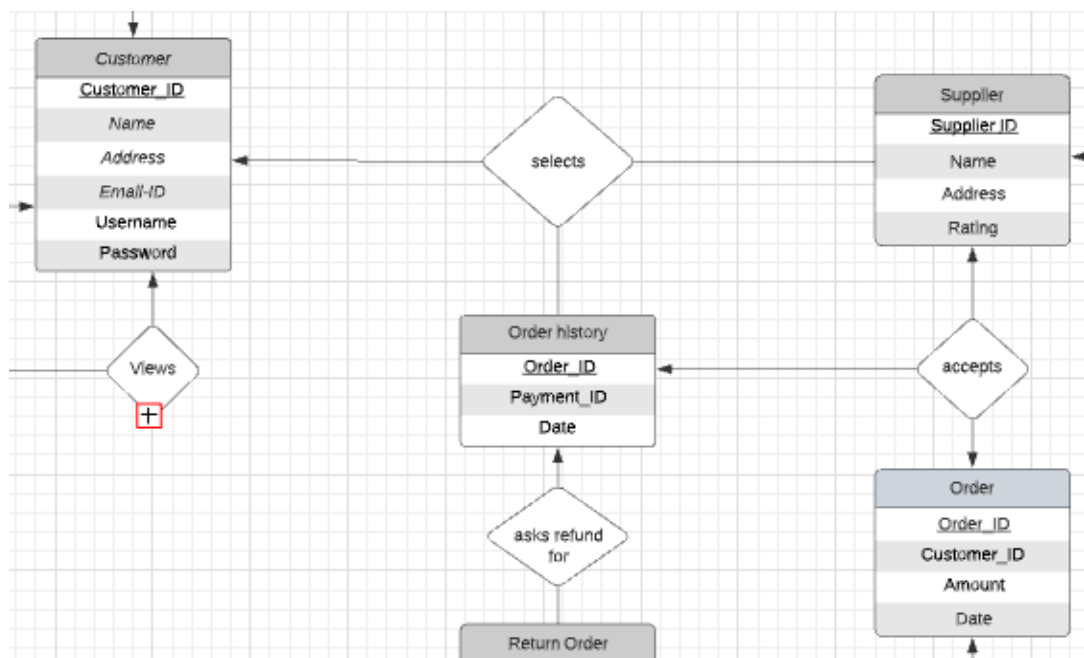 Customer
Customer_ID
Name
Address
Email-ID
Username
Password
selects
Supplier
Supplier ID
Name
Address
Rating
Views
Order history
Order_ID
Payment_ID
Date
accepts
asks refund
for
Order
Order_ID
Customer_ID
Amount
Date
Return Order